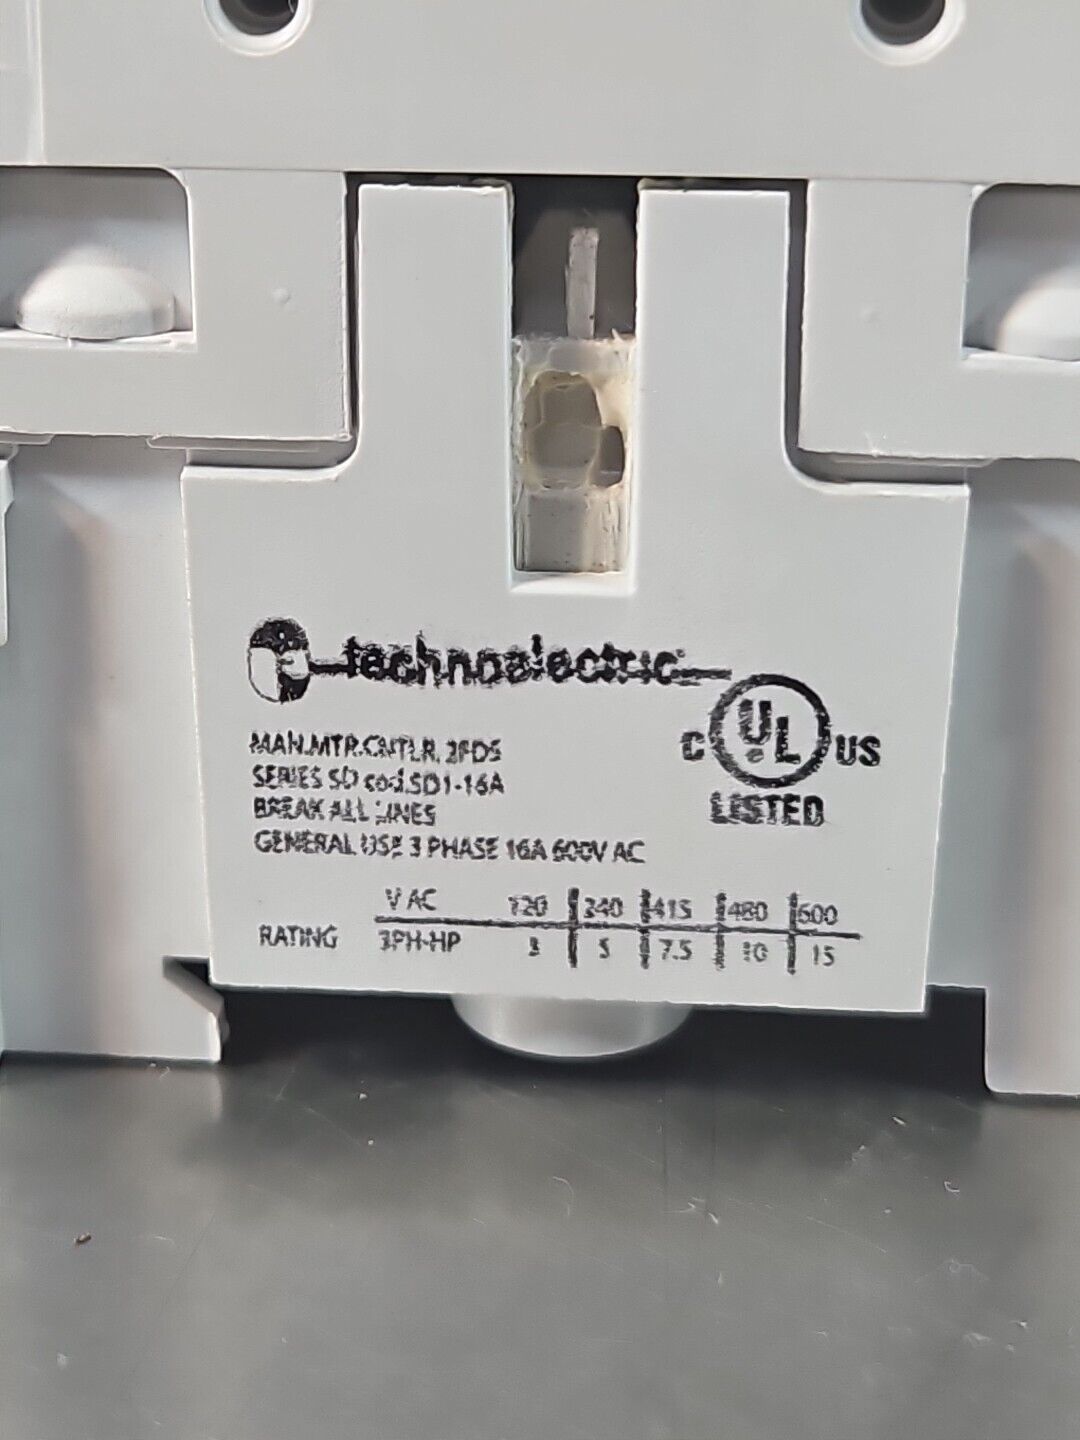 technoelectric
C UL US
LISTED
MAN.MTR.CNTLR.
SERIES SD cod.SD1-16A
BREAK ALL LINES
GENERAL USE 3 PHASE 16A 600V AC
V AC 120 240 415 480 600
RATING 3PH-HP 3 5 7.5 10 15